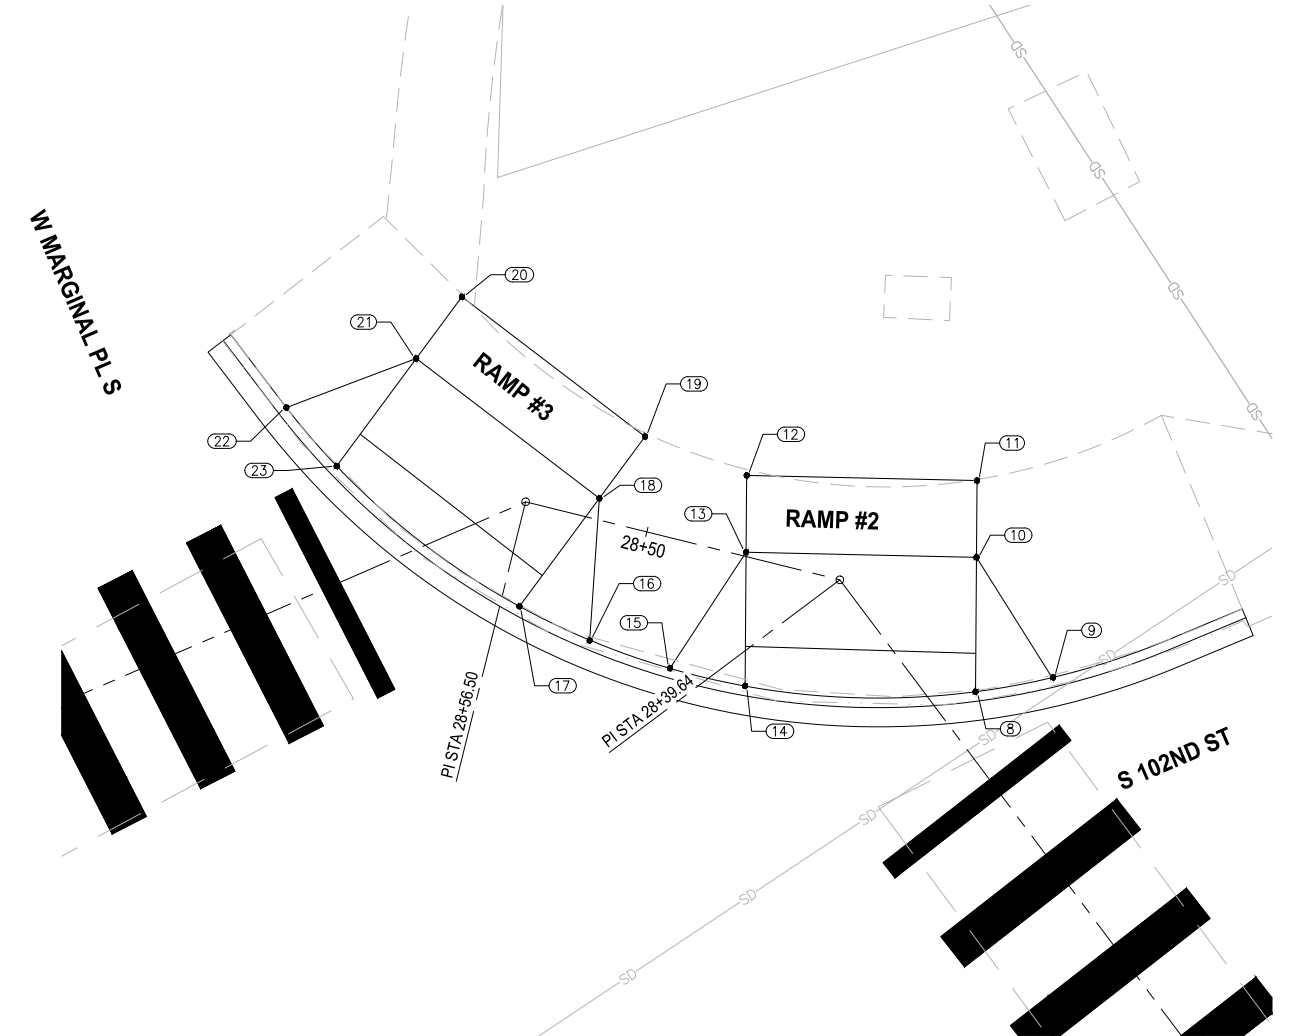 SD
SD
W MARGINAL PL S
20
SD
21
RAMP #3
19
SD
22
12
11
23
18
13
RAMP #2
10
28+50
16
SD
15
9
SD
17
PI STA 28+56.50
PI STA 28+39.64
14
8
SD
S 102ND ST
SD
SD
SD